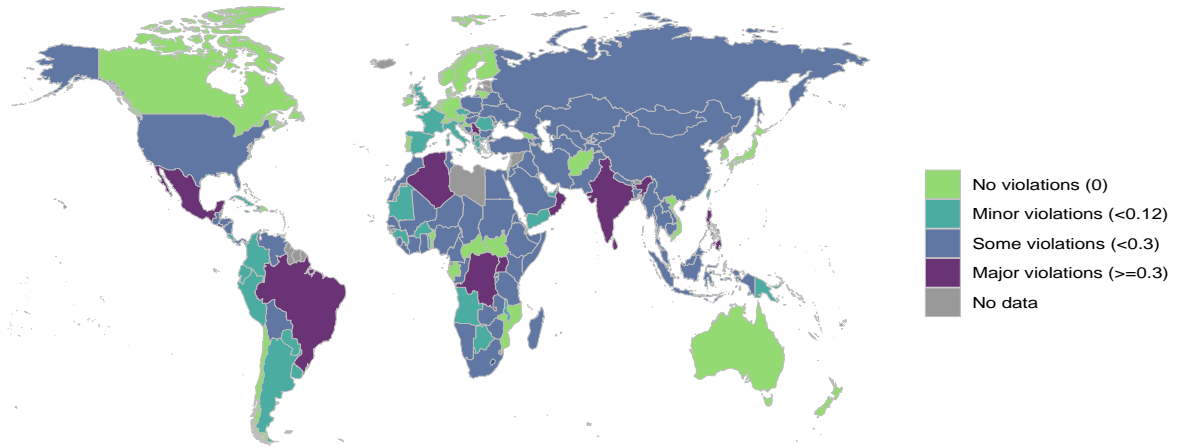 No violations (0)
Minor violations (<0.12)
Some violations (<0.3)
Major violations (>=0.3)
No data